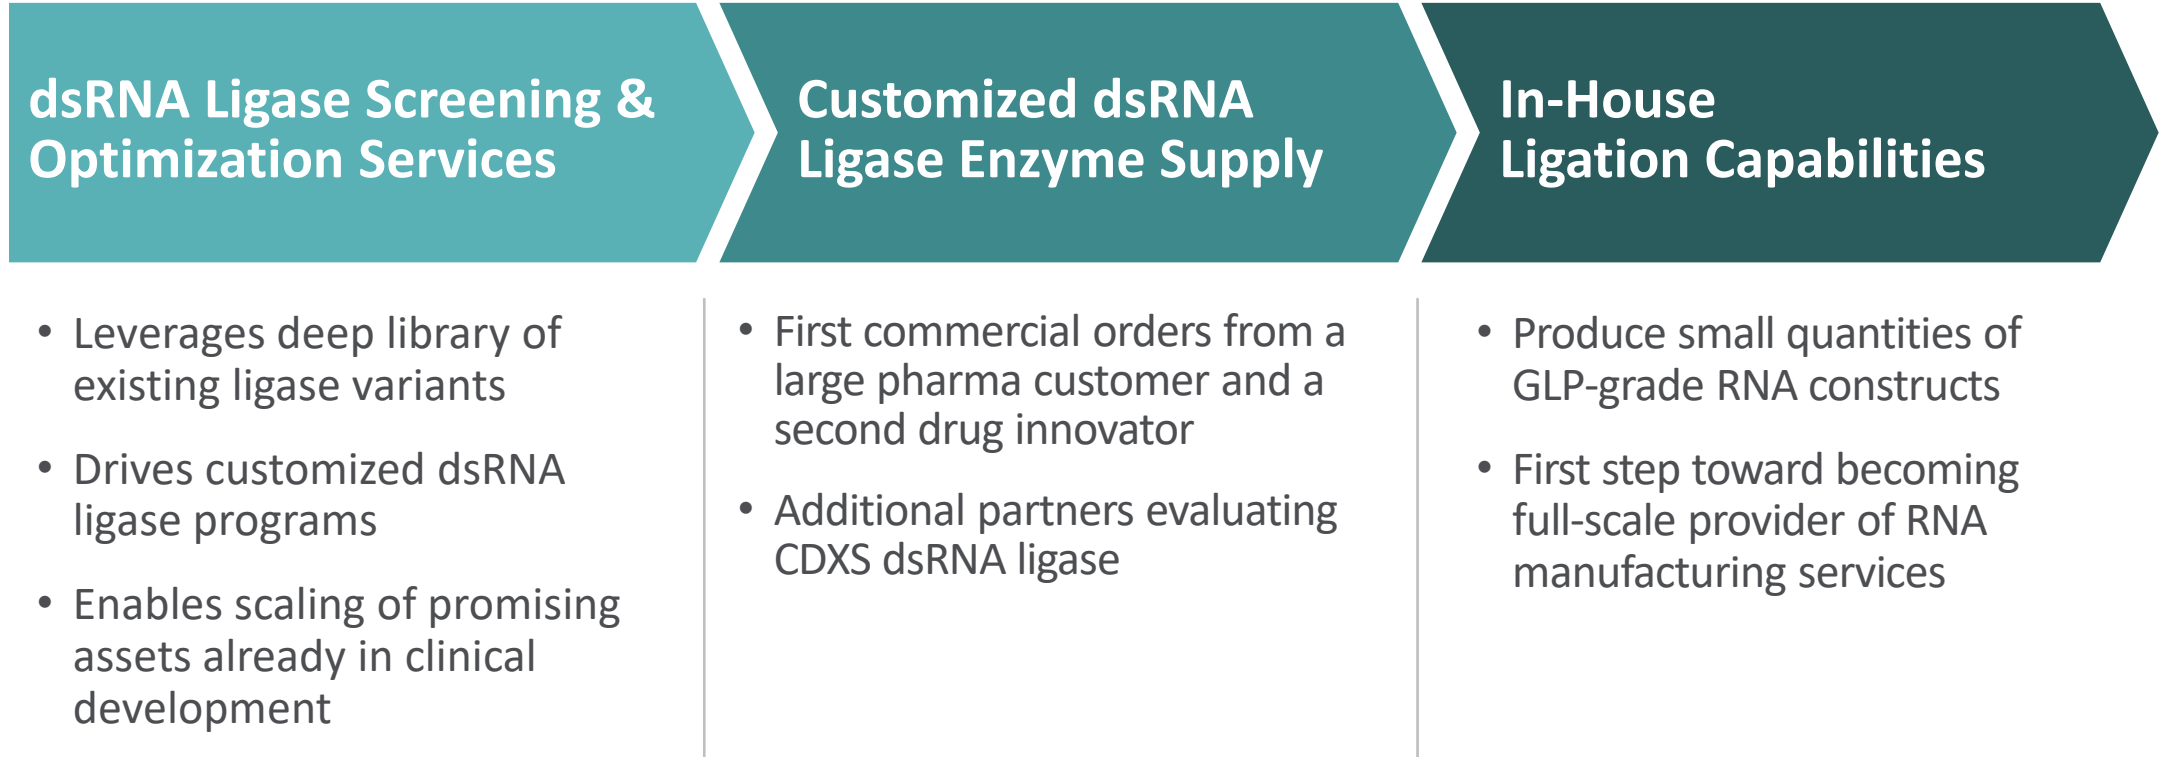 dsRNA Ligase Screening &
Optimization Services
• Leverages deep library of
existing ligase variants
• Drives customized dsRNA
ligase programs
• Enables scaling of promising
assets already in clinical
development
Customized dsRNA
Ligase Enzyme Supply
• First commercial orders from a
large pharma customer and a
second drug innovator
• Additional partners evaluating
CDXS dsRNA ligase
In-House
Ligation Capabilities
• Produce small quantities of
GLP-grade RNA constructs
• First step toward becoming
full-scale provider of RNA
manufacturing services